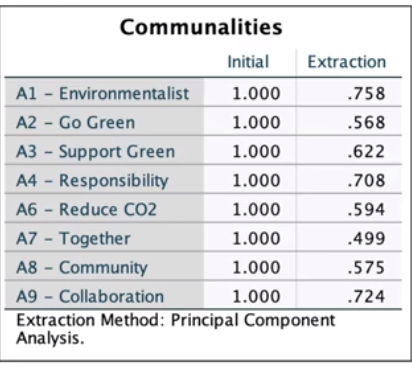 Communalities
Initial Extraction
A1 – Environmentalist 1.000 .758
A2 – Go Green 1.000 .568
A3 – Support Green 1.000 .622
A4 – Responsibility 1.000 .708
A6 – Reduce CO2 1.000 .594
A7 – Together 1.000 .499
A8 – Community 1.000 .575
A9 – Collaboration 1.000 .724
Extraction Method: Principal Component
Analysis.